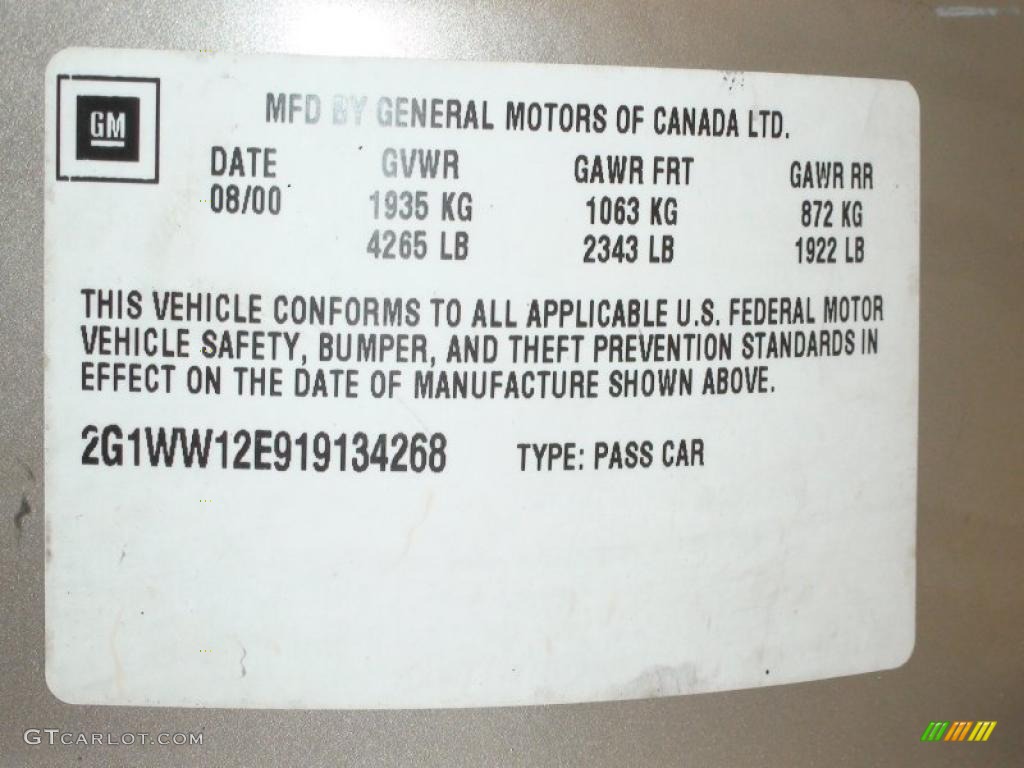 GM
MFD BY GENERAL MOTORS OF CANADA LTD.
DATE GVWR GAWR FRT GAWR RR
08/00 1935 KG 1063 KG 872 KG
4265 LB 2343 LB 1922 LB
THIS VEHICLE CONFORMS TO ALL APPLICABLE U.S. FEDERAL MOTOR
VEHICLE SAFETY, BUMPER, AND THEFT PREVENTION STANDARDS IN
EFFECT ON THE DATE OF MANUFACTURE SHOWN ABOVE.
2G1WW12E919134268 TYPE: PASS CAR
GTCARLOT.COM